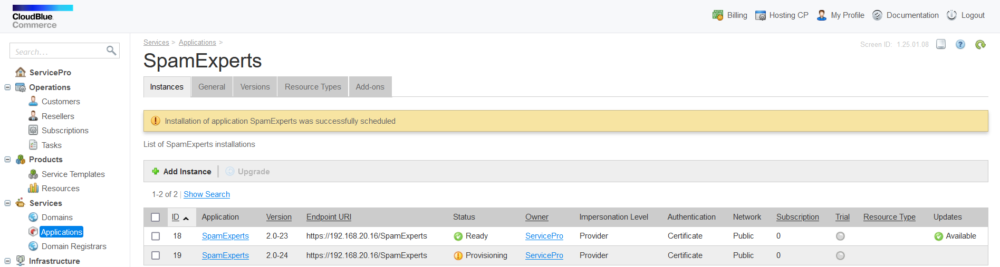 CloudBlue
Commerce
Billing Hosting CP My Profile Documentation Logout
Search...
ServicePro
Operations
Customers
Resellers
Subscriptions
Tasks
Products
Service Templates
Resources
Services
Domains
Applications
Domain Registrars
Infrastructure
Services > Applications >
Screen ID: 1.25.01.08
SpamExperts
Instances General Versions Resource Types Add-ons
Installation of application SpamExperts was successfully scheduled
List of SpamExperts installations
Add Instance Upgrade
1-2 of 2 | Show Search
ID Application Version Endpoint URI Status Owner Impersonation Level Authentication Network Subscription Trial Resource Type Updates
18 SpamExperts 2.0-23 https://192.168.20.16/SpamExperts Ready ServicePro Provider Certificate Public 0 Available
19 SpamExperts 2.0-24 https://192.168.20.16/SpamExperts Provisioning ServicePro Provider Certificate Public 0